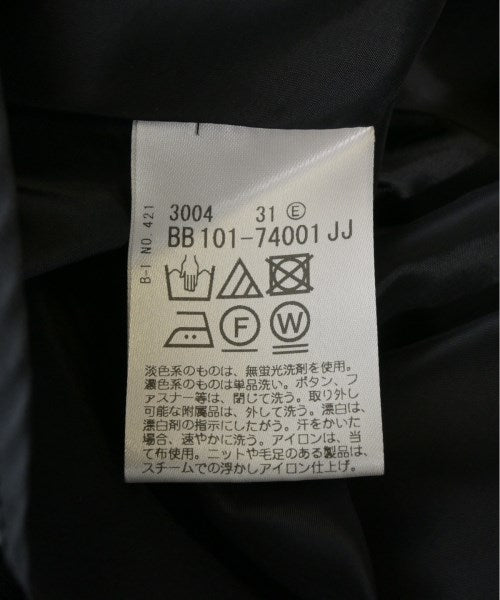 B-I NO. 421
3004 31 Ⓔ
BB 101-74001 JJ
F W
淡色系のものは、無蛍光洗剤を使用。
濃色系のものは単品洗い。ボタン、フ
ァスナー等は、閉じて洗う。取り外し
可能な附属品は、外して洗う。漂白は、
漂白剤の指示にしたがう。汗をかいた
場合、速やかに洗う。アイロンは、当
て布使用。ニットや毛足のある製品は、
スチームでの浮かしアイロン仕上げ。